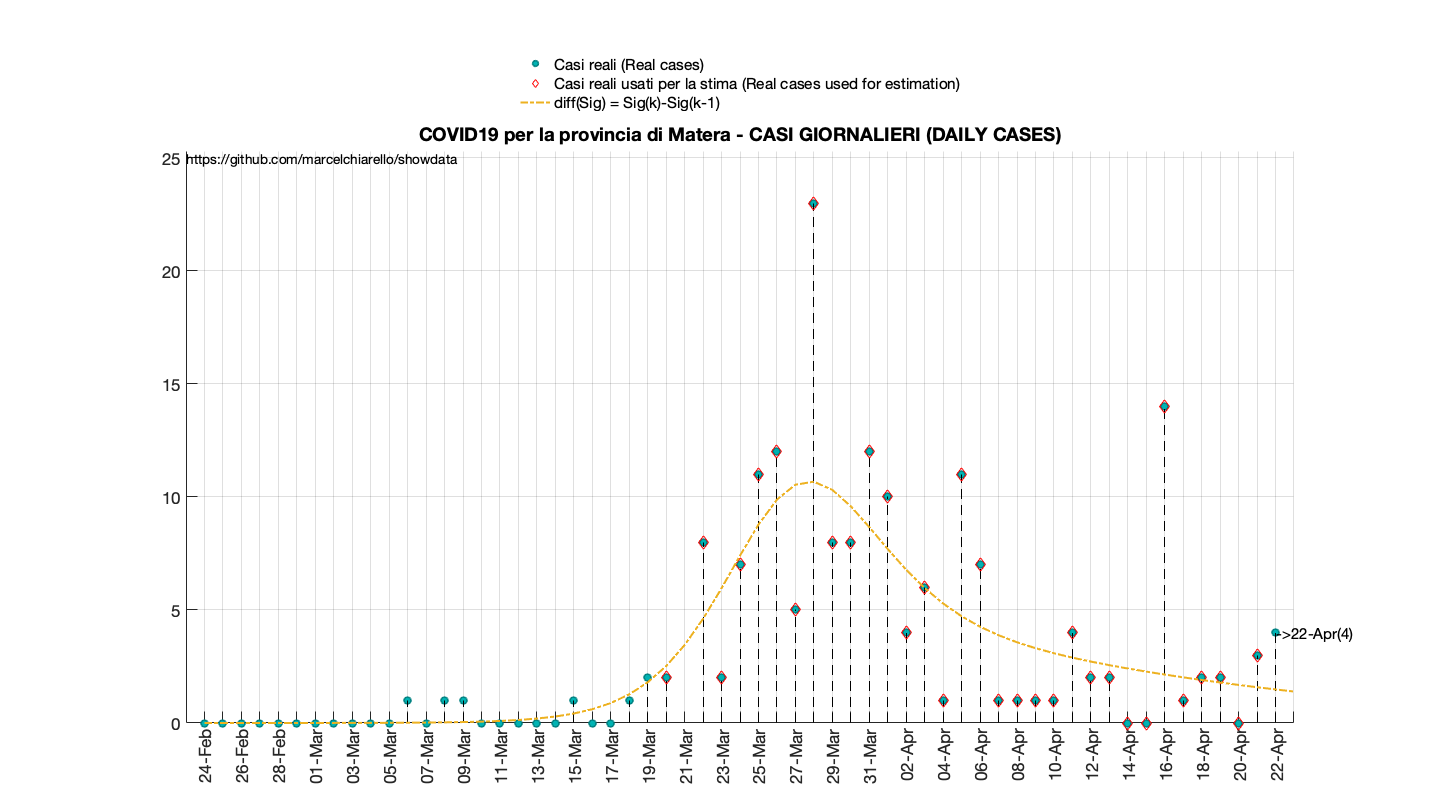 Casi reali (Real cases)
Casi reali usati per la stima (Real cases used for estimation)
diff(Sig) = Sig(k)-Sig(k-1)
COVID19 per la provincia di Matera - CASI GIORNALIERI (DAILY CASES)
https://github.com/marcelchiarello/showdata
25
20
15
10
5
0
->22-Apr(4)
24-Feb
26-Feb
28-Feb
01-Mar
03-Mar
05-Mar
07-Mar
09-Mar
11-Mar
13-Mar
15-Mar
17-Mar
19-Mar
21-Mar
23-Mar
25-Mar
27-Mar
29-Mar
31-Mar
02-Apr
04-Apr
06-Apr
08-Apr
10-Apr
12-Apr
14-Apr
16-Apr
18-Apr
20-Apr
22-Apr